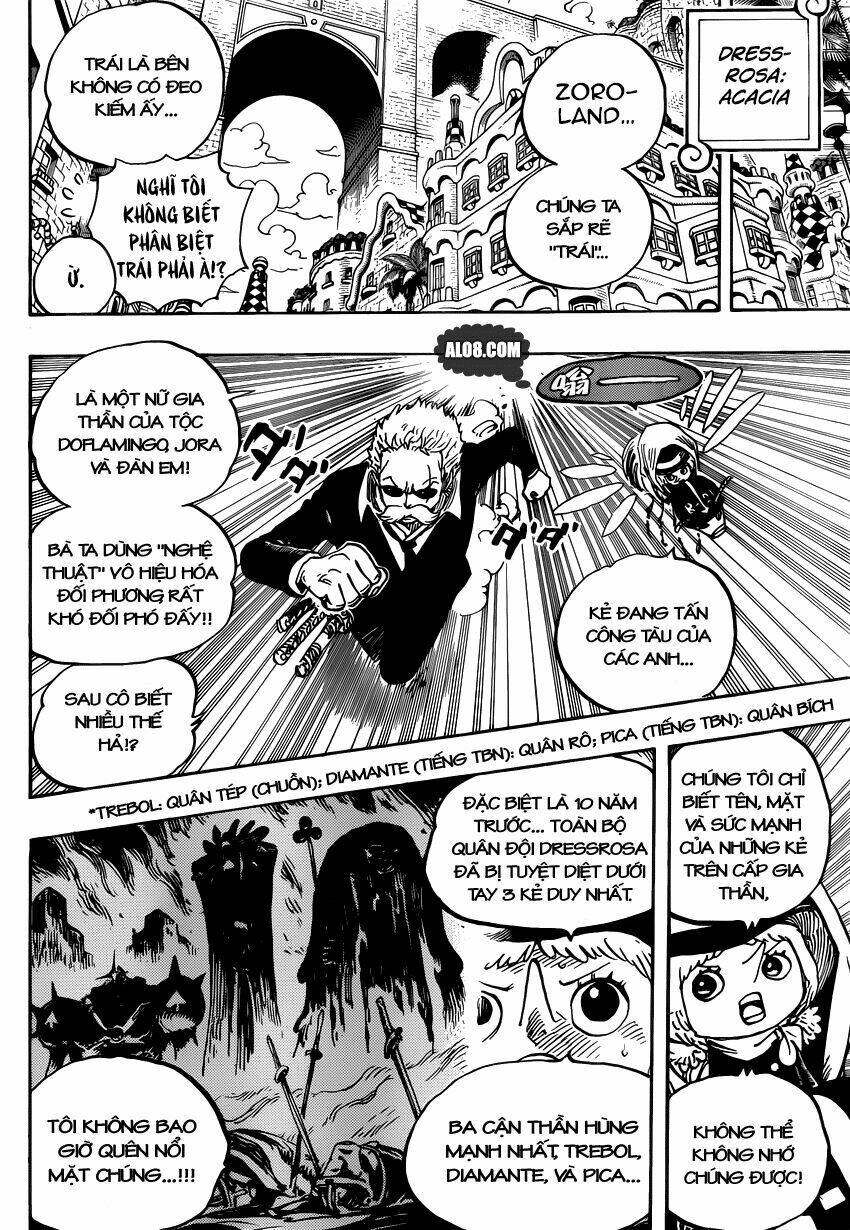 DRESS-
ROSA:
ACACIA
ZORO-
LAND...
CHÚNG TA
SẮP RẼ
"TRÁI"...
TRÁI LÀ BÊN
KHÔNG CÓ ĐEO
KIẾM ẤY...
NGHĨ TÔI
KHÔNG BIẾT
PHÂN BIỆT
TRÁI PHẢI À!?
Ừ.
ALO8.COM
嗡
KẺ ĐANG TẤN
CÔNG TÀU CỦA
CÁC ANH...
LÀ MỘT NỮ GIA
THẦN CỦA TỘC
DOFLAMINGO, JORA
VÀ ĐÀN EM!
ダダ
ダダ
BÀ TA DÙNG "NGHỆ
THUẬT" VÔ HIỆU HÓA
ĐỐI PHƯƠNG, RẤT
KHÓ ĐỐI PHÓ ĐẤY!!
SAU CÔ BIẾT
NHIỀU THẾ
HẢ!?
*TREBOL: QUÂN TÉP (CHUỒN); DIAMANTE (TIẾNG TBN): QUÂN RÔ; PICA (TIẾNG TBN): QUÂN BÍCH
CHÚNG TÔI CHỈ
BIẾT TÊN, MẶT
VÀ SỨC MẠNH
CỦA NHỮNG KẺ
TRÊN CẤP GIA
THẦN,
KHÔNG THỂ
KHÔNG NHỚ
CHÚNG ĐƯỢC!
ĐẶC BIỆT LÀ 10 NĂM
TRƯỚC... TOÀN BỘ
QUÂN ĐỘI DRESSROSA
ĐÃ BỊ TUYỆT DIỆT DƯỚI
TAY 3 KẺ DUY NHẤT.
BA CẬN THẦN HÙNG
MẠNH NHẤT, TREBOL,
DIAMANTE, VÀ PICA...
TÔI KHÔNG BAO
GIỜ QUÊN NỔI
MẶT CHÚNG...!!!